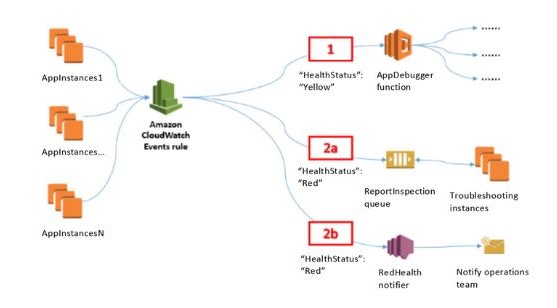 AppInstances1
AppInstances...
AppInstancesN
Amazon
CloudWatch
Events rule
1
"HealthStatus":
"Yellow"
AppDebugger
function
......
......
......
2a
"HealthStatus":
"Red"
ReportInspection
queue
Troubleshooting
instances
2b
"HealthStatus":
"Red"
RedHealth
notifier
Notify operations
team